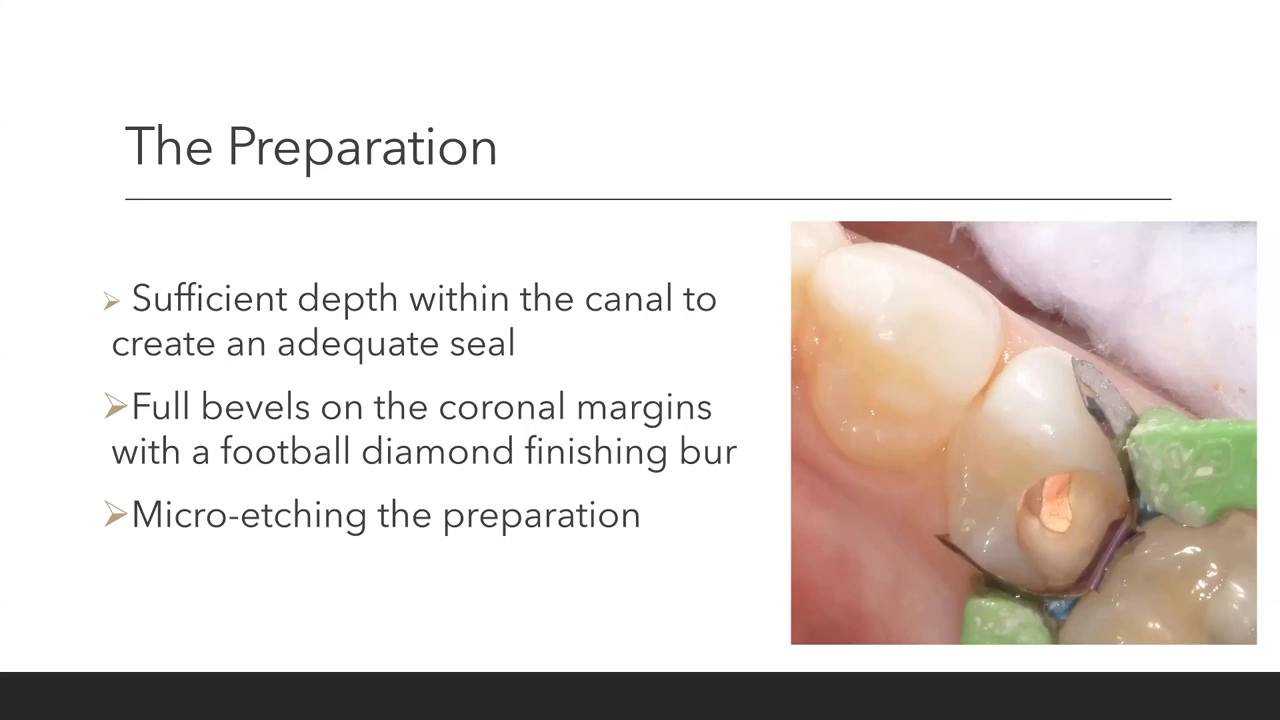 The Preparation
➢ Sufficient depth within the canal to
create an adequate seal
➢Full bevels on the coronal margins
with a football diamond finishing bur
➢Micro-etching the preparation